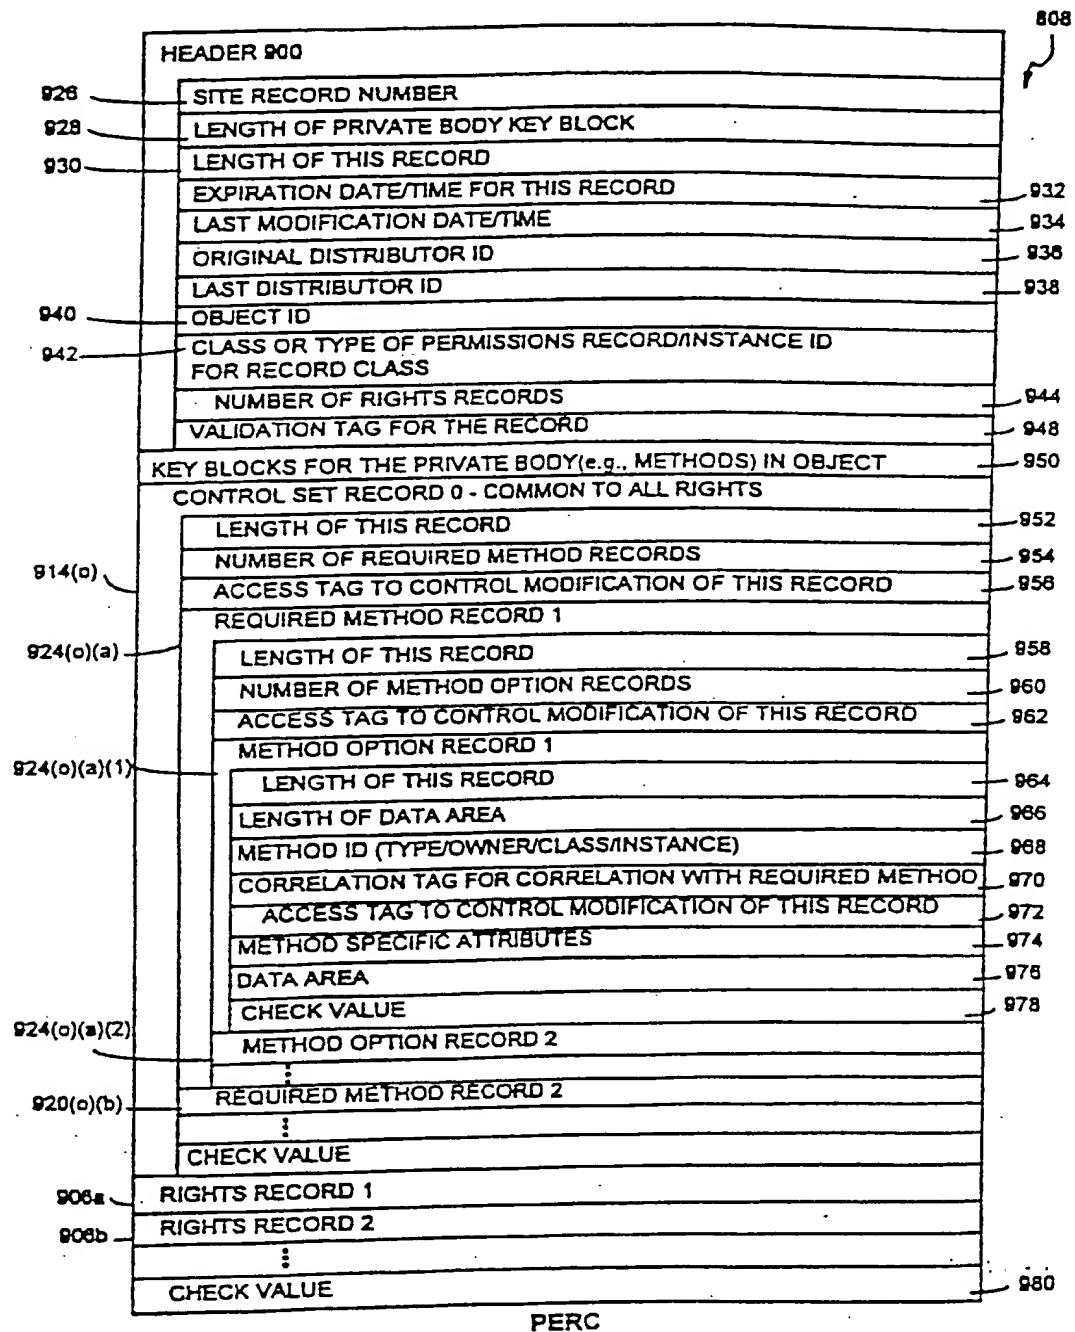 808
HEADER 900
926 SITE RECORD NUMBER
928 LENGTH OF PRIVATE BODY KEY BLOCK
930 LENGTH OF THIS RECORD
EXPIRATION DATE/TIME FOR THIS RECORD 932
LAST MODIFICATION DATE/TIME 934
ORIGINAL DISTRIBUTOR ID 936
LAST DISTRIBUTOR ID 938
940 OBJECT ID
942 CLASS OR TYPE OF PERMISSIONS RECORD/INSTANCE ID
FOR RECORD CLASS
NUMBER OF RIGHTS RECORDS 944
VALIDATION TAG FOR THE RECORD 948
KEY BLOCKS FOR THE PRIVATE BODY(e.g., METHODS) IN OBJECT 950
CONTROL SET RECORD 0 - COMMON TO ALL RIGHTS
LENGTH OF THIS RECORD 952
NUMBER OF REQUIRED METHOD RECORDS 954
914(o) ACCESS TAG TO CONTROL MODIFICATION OF THIS RECORD 956
REQUIRED METHOD RECORD 1
924(o)(a) LENGTH OF THIS RECORD 958
NUMBER OF METHOD OPTION RECORDS 960
ACCESS TAG TO CONTROL MODIFICATION OF THIS RECORD 962
METHOD OPTION RECORD 1
924(o)(a)(1) LENGTH OF THIS RECORD 964
LENGTH OF DATA AREA 966
METHOD ID (TYPE/OWNER/CLASS/INSTANCE) 968
CORRELATION TAG FOR CORRELATION WITH REQUIRED METHOD 970
ACCESS TAG TO CONTROL MODIFICATION OF THIS RECORD 972
METHOD SPECIFIC ATTRIBUTES 974
DATA AREA 976
CHECK VALUE 978
924(o)(a)(2) METHOD OPTION RECORD 2
920(o)(b) REQUIRED METHOD RECORD 2
CHECK VALUE
906a RIGHTS RECORD 1
906b RIGHTS RECORD 2
CHECK VALUE 980
PERC